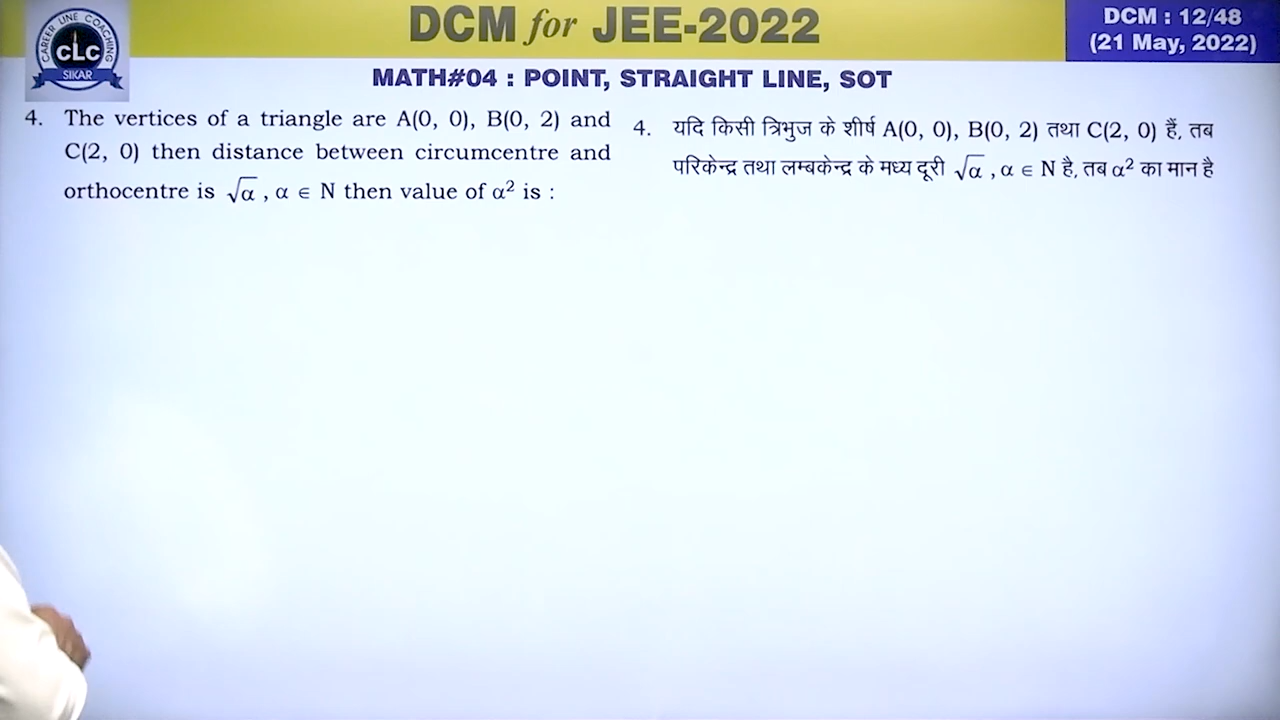 CAREER LINE COACHING
CLC
SIKAR
DCM for JEE-2022
DCM : 12/48
(21 May, 2022)
MATH#04 : POINT, STRAIGHT LINE, SOT
4. The vertices of a triangle are A(0, 0), B(0, 2) and
C(2, 0) then distance between circumcentre and
orthocentre is √α , α ∈ N then value of α² is :
4. यदि किसी त्रिभुज के शीर्ष A(0, 0), B(0, 2) तथा C(2, 0) हैं, तब
परिकेन्द्र तथा लम्बकेन्द्र के मध्य दूरी √α , α ∈ N है, तब α² का मान है